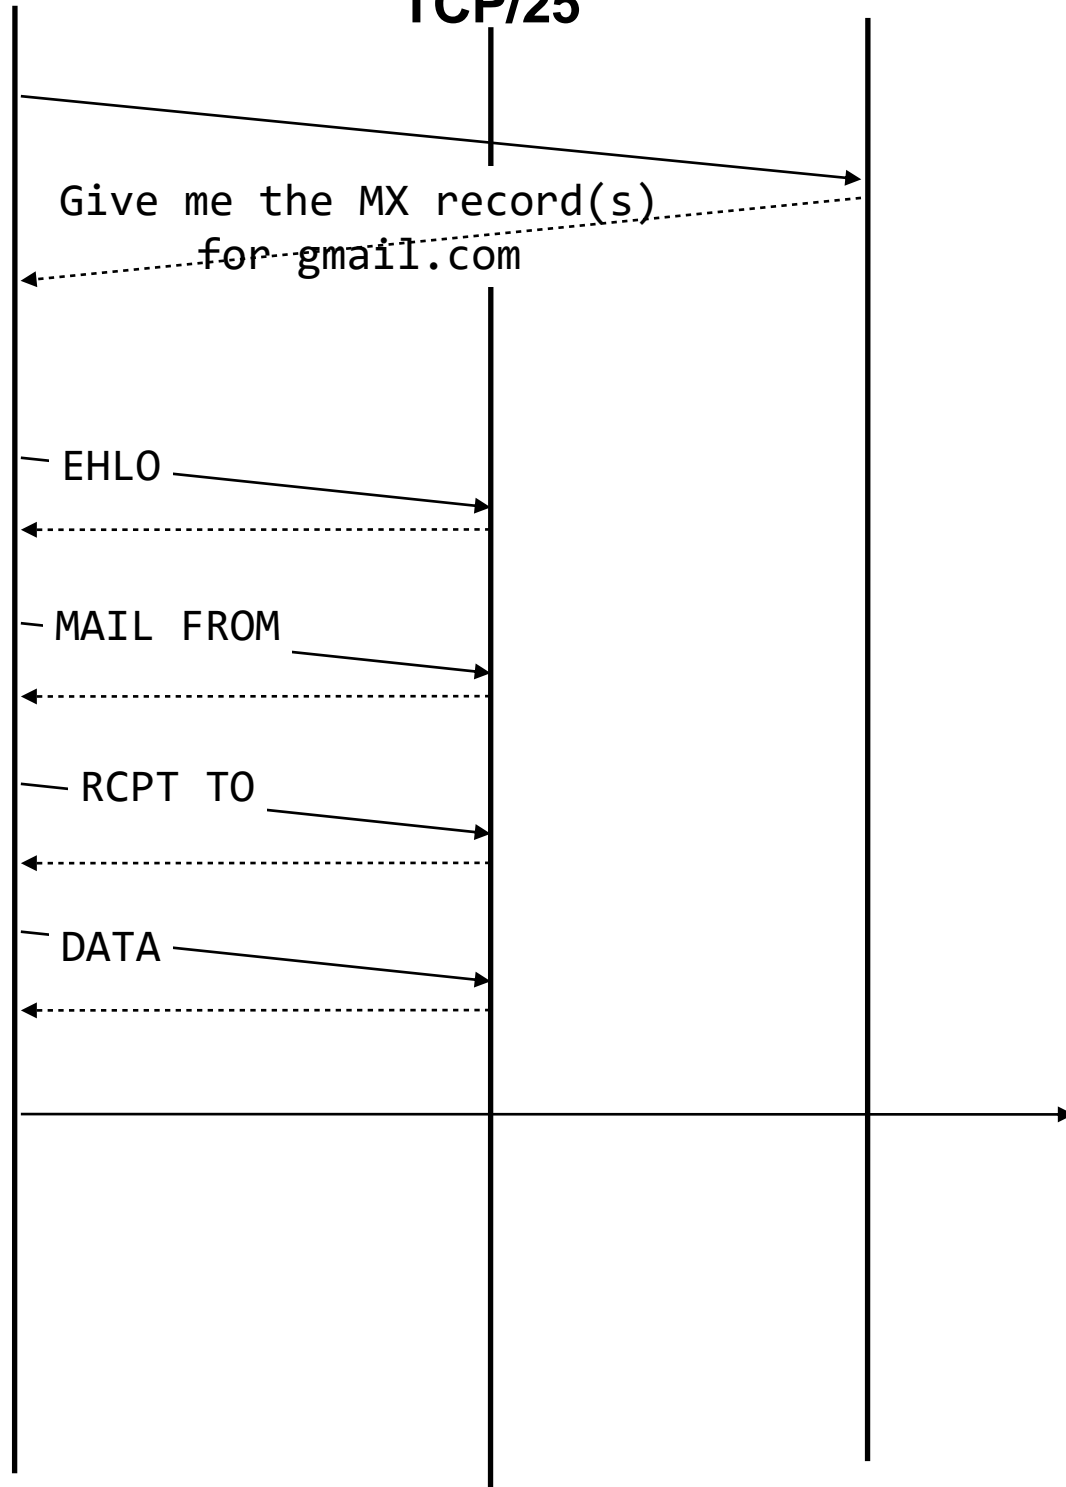 TCP/25
Give me the MX record(s)
for gmail.com
EHLO
MAIL FROM
RCPT TO
DATA